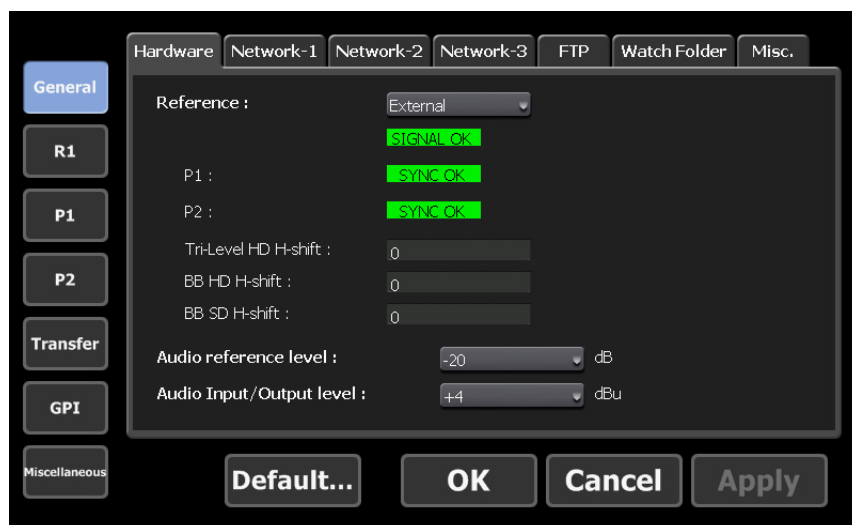 Hardware Network-1 Network-2 Network-3 FTP Watch Folder Misc.
General
R1
P1
P2
Transfer
GPI
Miscellaneous
Reference : External
SIGNAL OK
P1 : SYNC OK
P2 : SYNC OK
Tri-Level HD H-shift : 0
BB HD H-shift : 0
BB SD H-shift : 0
Audio reference level : -20 dB
Audio Input/Output level : +4 dBu
Default... OK Cancel Apply